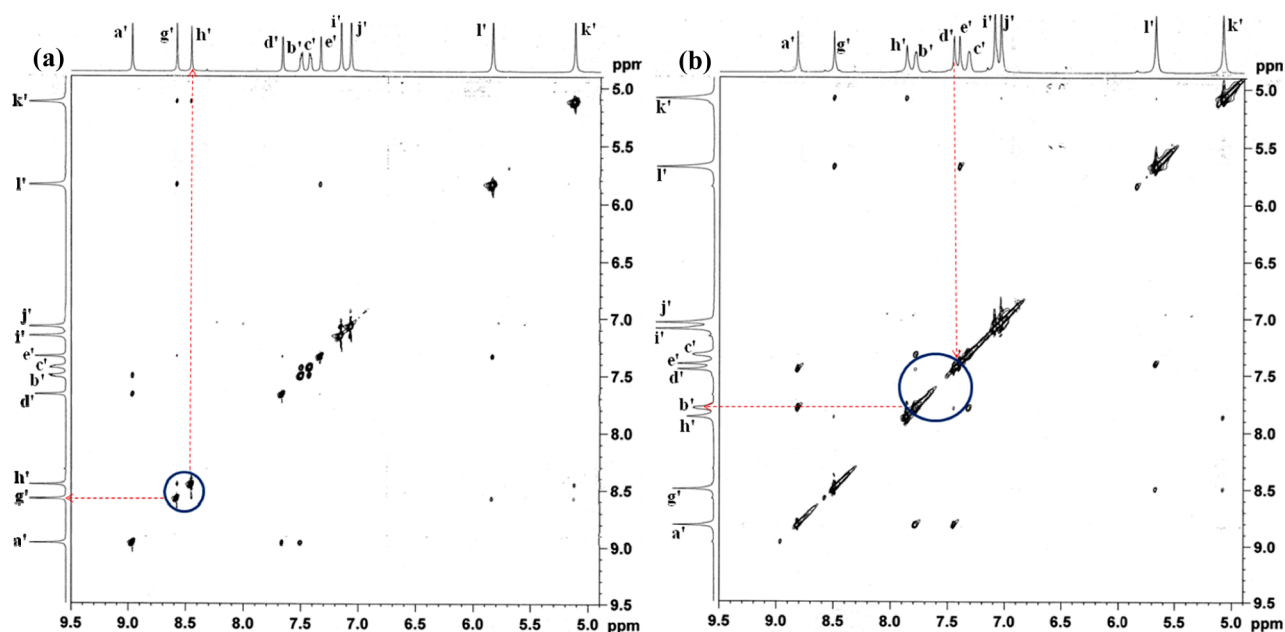 (a)
a' g' h' d' b' c' e' i' j' l' k'
ppm
k'
l'
j'
i'
e'
c'
b'
d'
h'
g'
a'
5.0
5.5
6.0
6.5
7.0
7.5
8.0
8.5
9.0
9.5
9.5 9.0 8.5 8.0 7.5 7.0 6.5 6.0 5.5 5.0 ppm
(b)
a' g' h' b' d' e' c' i' j' l' k'
ppm
k'
l'
j'
i'
c'
e'
d'
b'
h'
g'
a'
5.0
5.5
6.0
6.5
7.0
7.5
8.0
8.5
9.0
9.5
9.5 9.0 8.5 8.0 7.5 7.0 6.5 6.0 5.5 5.0 ppm